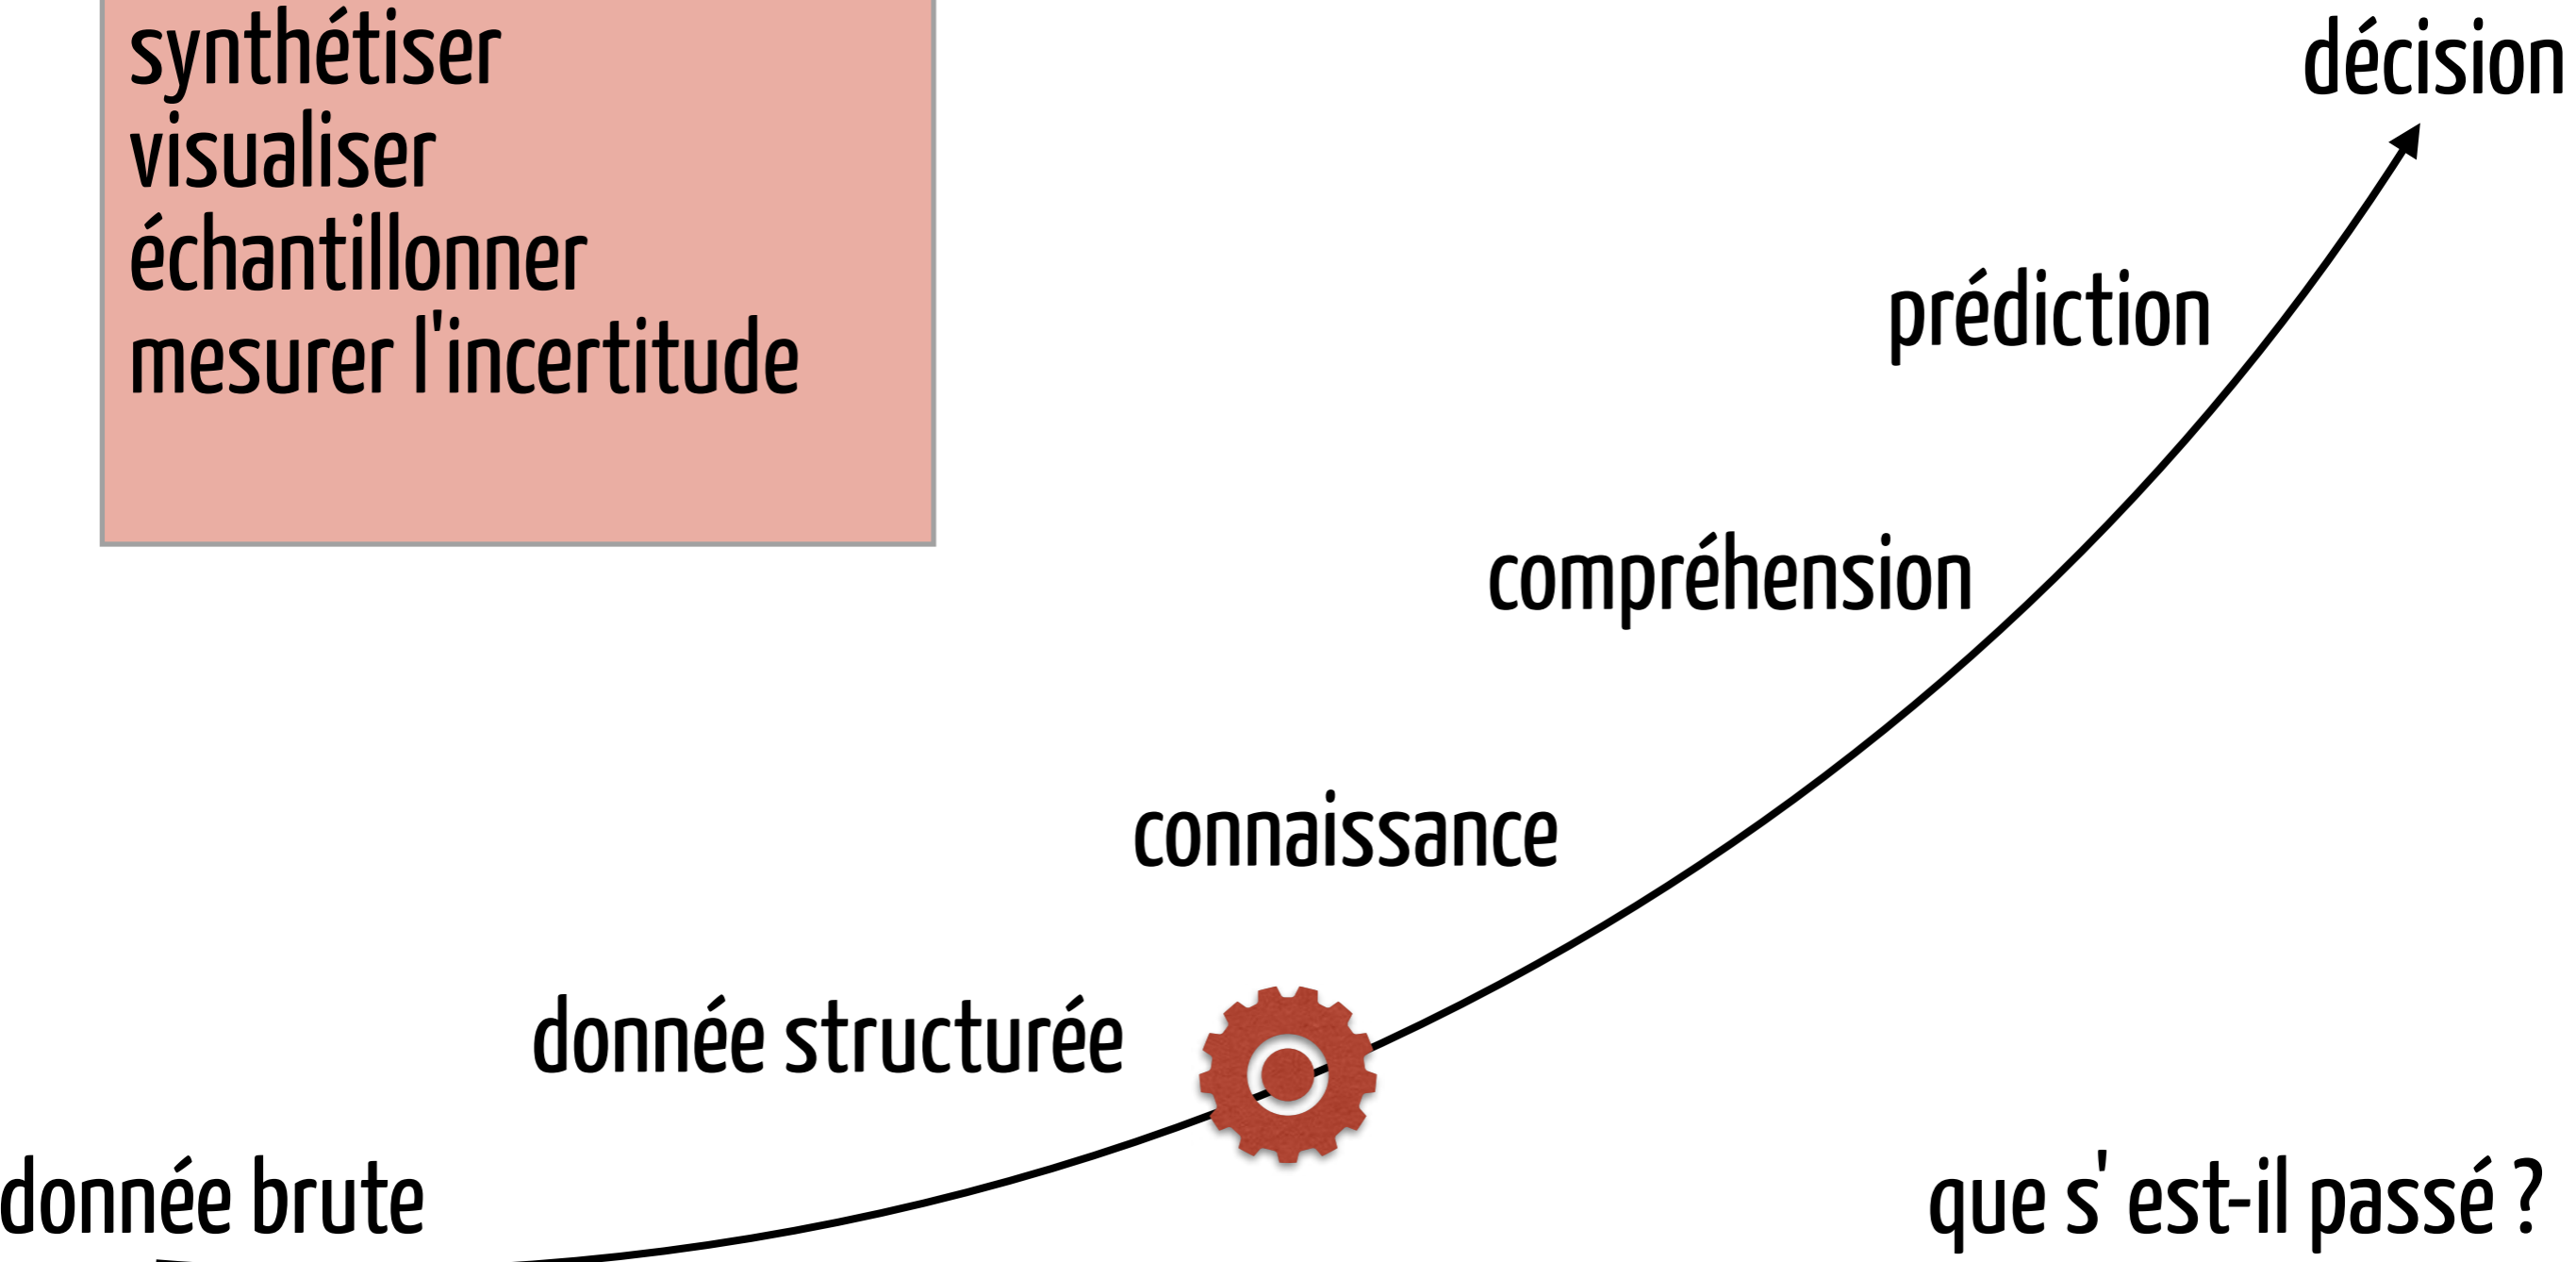 synthétiser
visualiser
échantillonner
mesurer l'incertitude
décision
prédiction
compréhension
connaissance
donnée structurée
donnée brute
que s' est-il passé ?